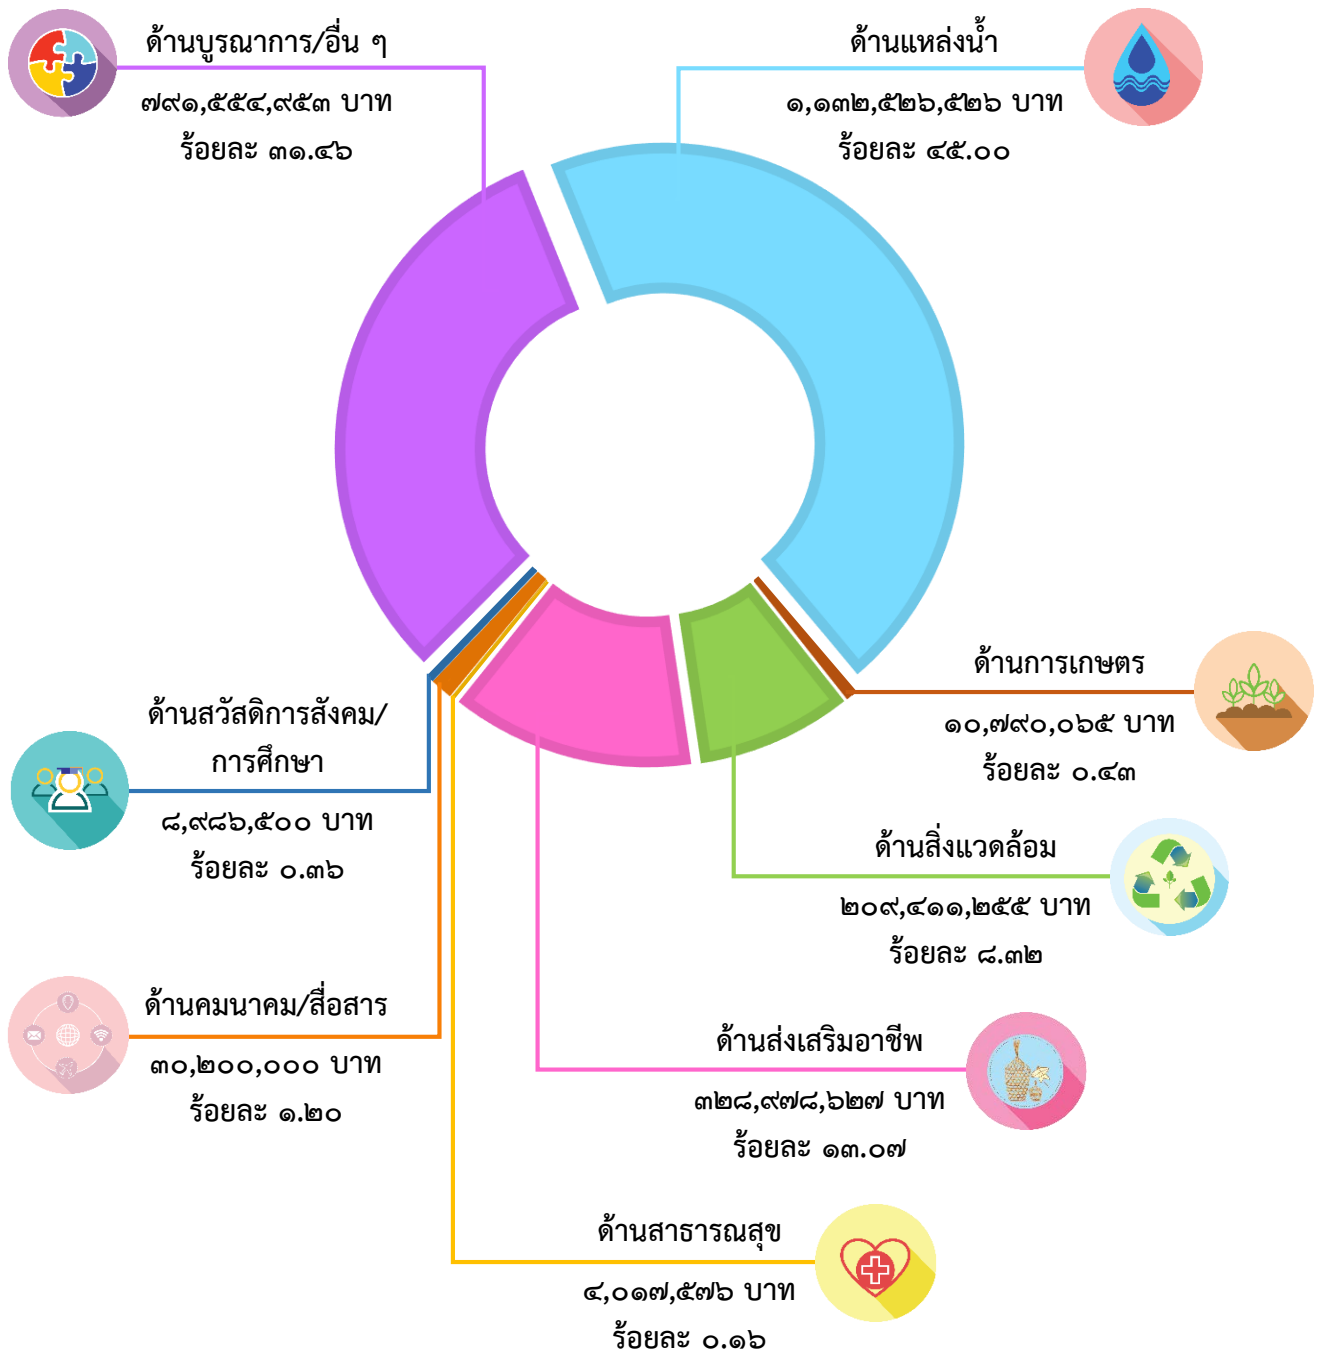 ด้านบูรณาการ/อื่น ๆ
๗๙๑,๕๕๔,๙๕๓ บาท
ร้อยละ ๓๑.๔๖
ด้านแหล่งน้ำ
๑,๑๓๒,๕๒๖,๕๒๖ บาท
ร้อยละ ๔๕.๐๐
ด้านการเกษตร
๑๐,๗๙๐,๐๖๕ บาท
ร้อยละ ๐.๔๓
ด้านสวัสดิการสังคม/
การศึกษา
๘,๙๘๖,๕๐๐ บาท
ร้อยละ ๐.๓๖
ด้านสิ่งแวดล้อม
๒๐๙,๔๑๑,๒๕๕ บาท
ร้อยละ ๘.๓๒
ด้านคมนาคม/สื่อสาร
๓๐,๒๐๐,๐๐๐ บาท
ร้อยละ ๑.๒๐
ด้านส่งเสริมอาชีพ
๓๒๘,๙๗๘,๖๒๗ บาท
ร้อยละ ๑๓.๐๗
ด้านสาธารณสุข
๔,๐๑๗,๕๗๖ บาท
ร้อยละ ๐.๑๖